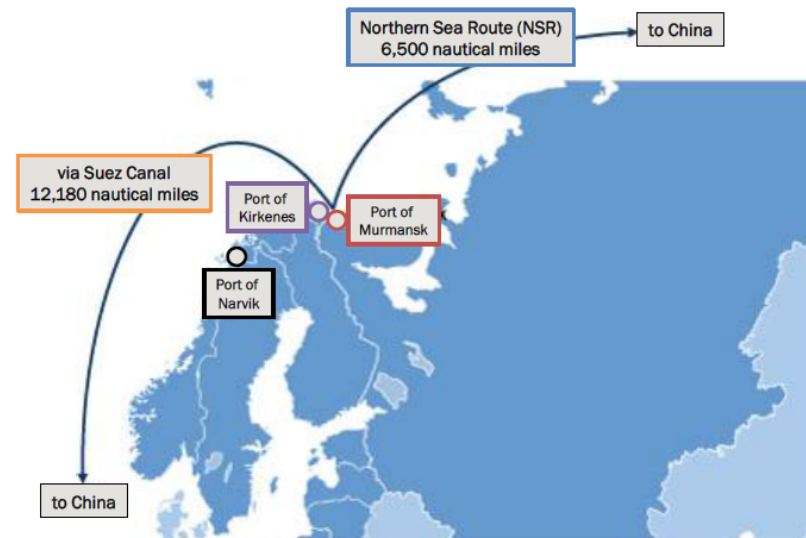 Northern Sea Route (NSR)
6,500 nautical miles
to China
via Suez Canal
12,180 nautical miles
Port of
Kirkenes
Port of
Murmansk
Port of
Narvik
to China